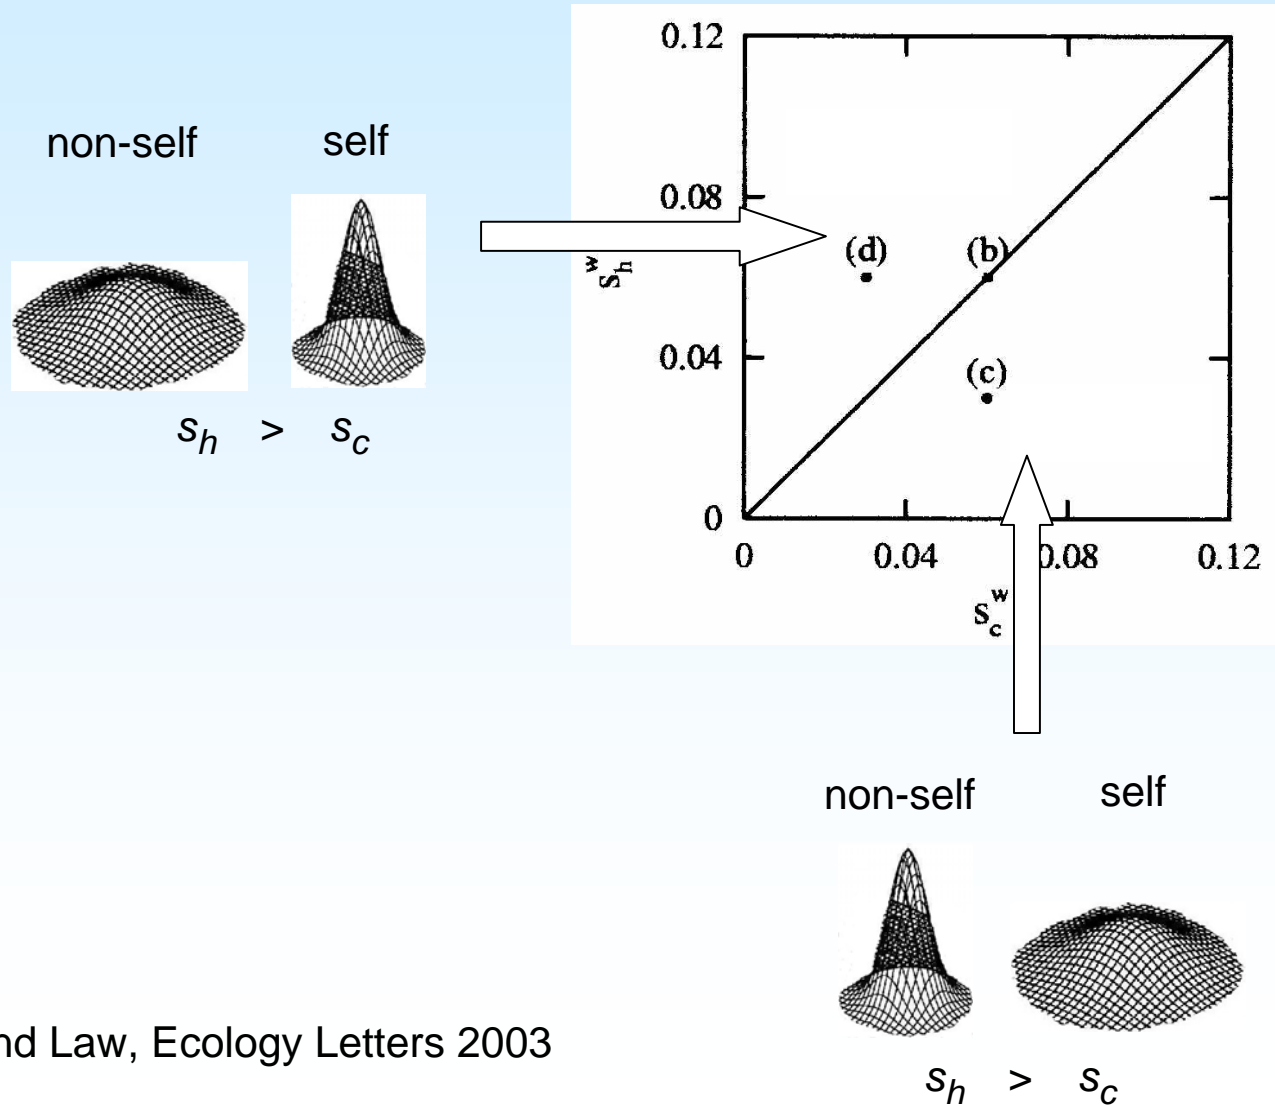 non-self self
s_h > s_c
0.12
0.08
0.04
0
s_h^w
(d)
(b)
(c)
0 0.04 0.08 0.12
s_c^w
non-self self
s_h > s_c
nd Law, Ecology Letters 2003